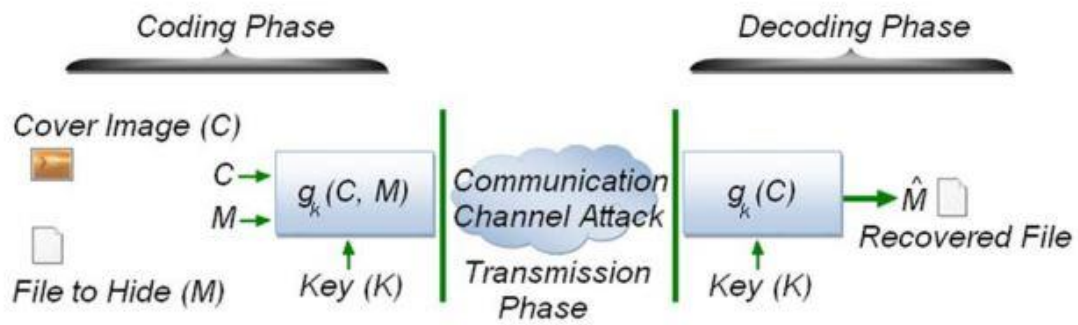 Coding Phase
Decoding Phase
Cover Image (C)
C
M
gk(C, M)
Communication
Channel Attack
gk(C)
M̂
Recovered File
File to Hide (M)
Key (K)
Transmission
Phase
Key (K)